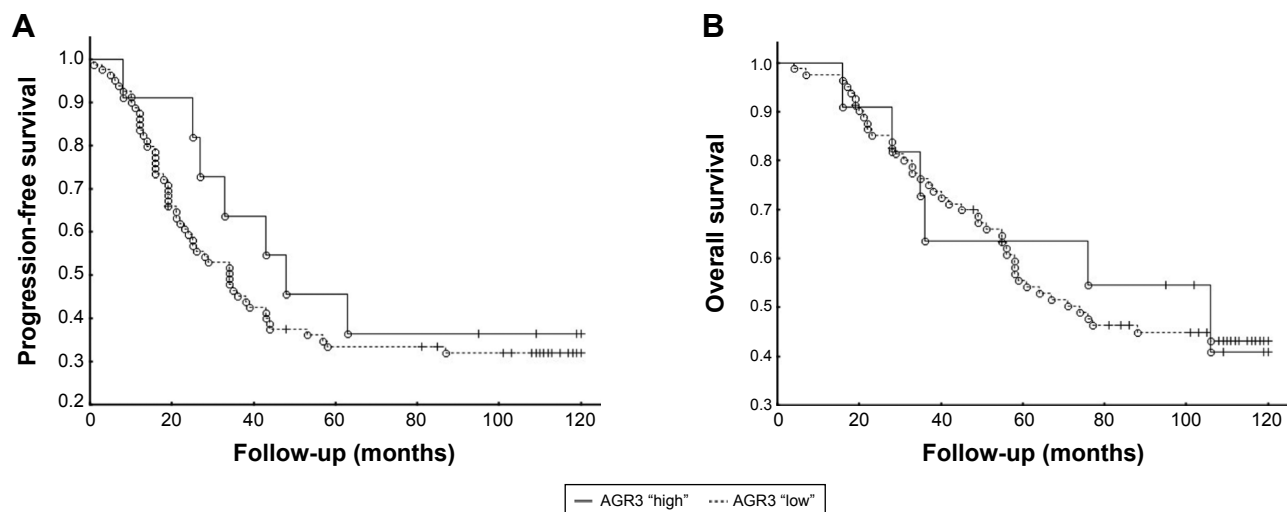 A
Progression-free survival
1.0
0.9
0.8
0.7
0.6
0.5
0.4
0.3
0.2
0 20 40 60 80 100 120
Follow-up (months)
B
Overall survival
1.0
0.9
0.8
0.7
0.6
0.5
0.4
0.3
0 20 40 60 80 100 120
Follow-up (months)
AGR3 “high” AGR3 “low”